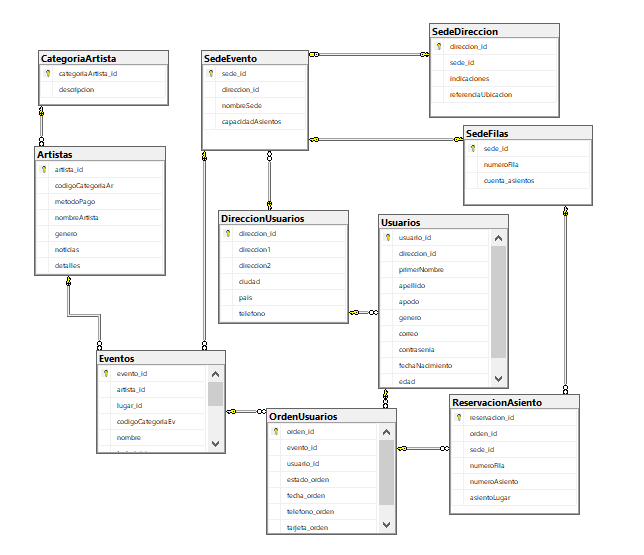 CategoriaArtista
categoriaArtista_id
descripcion
SedeEvento
sede_id
direccion_id
nombreSede
capacidadAsientos
SedeDireccion
direccion_id
sede_id
indicaciones
referenciaUbicacion
SedeFilas
sede_id
numeroFila
cuenta_asientos
Artistas
artista_id
codigoCategoriaAr
metodoPago
nombreArtista
genero
noticias
detalles
DireccionUsuarios
direccion_id
direccion1
direccion2
ciudad
pais
telefono
Usuarios
usuario_id
direccion_id
primerNombre
apellido
apodo
genero
correo
contrasenia
fechaNacimiento
edad
Eventos
evento_id
artista_id
lugar_id
codigoCategoriaEv
nombre
OrdenUsuarios
orden_id
evento_id
usuario_id
estado_orden
fecha_orden
telefono_orden
tarjeta_orden
ReservacionAsiento
reservacion_id
orden_id
sede_id
numeroFila
numeroAsiento
asientoLugar